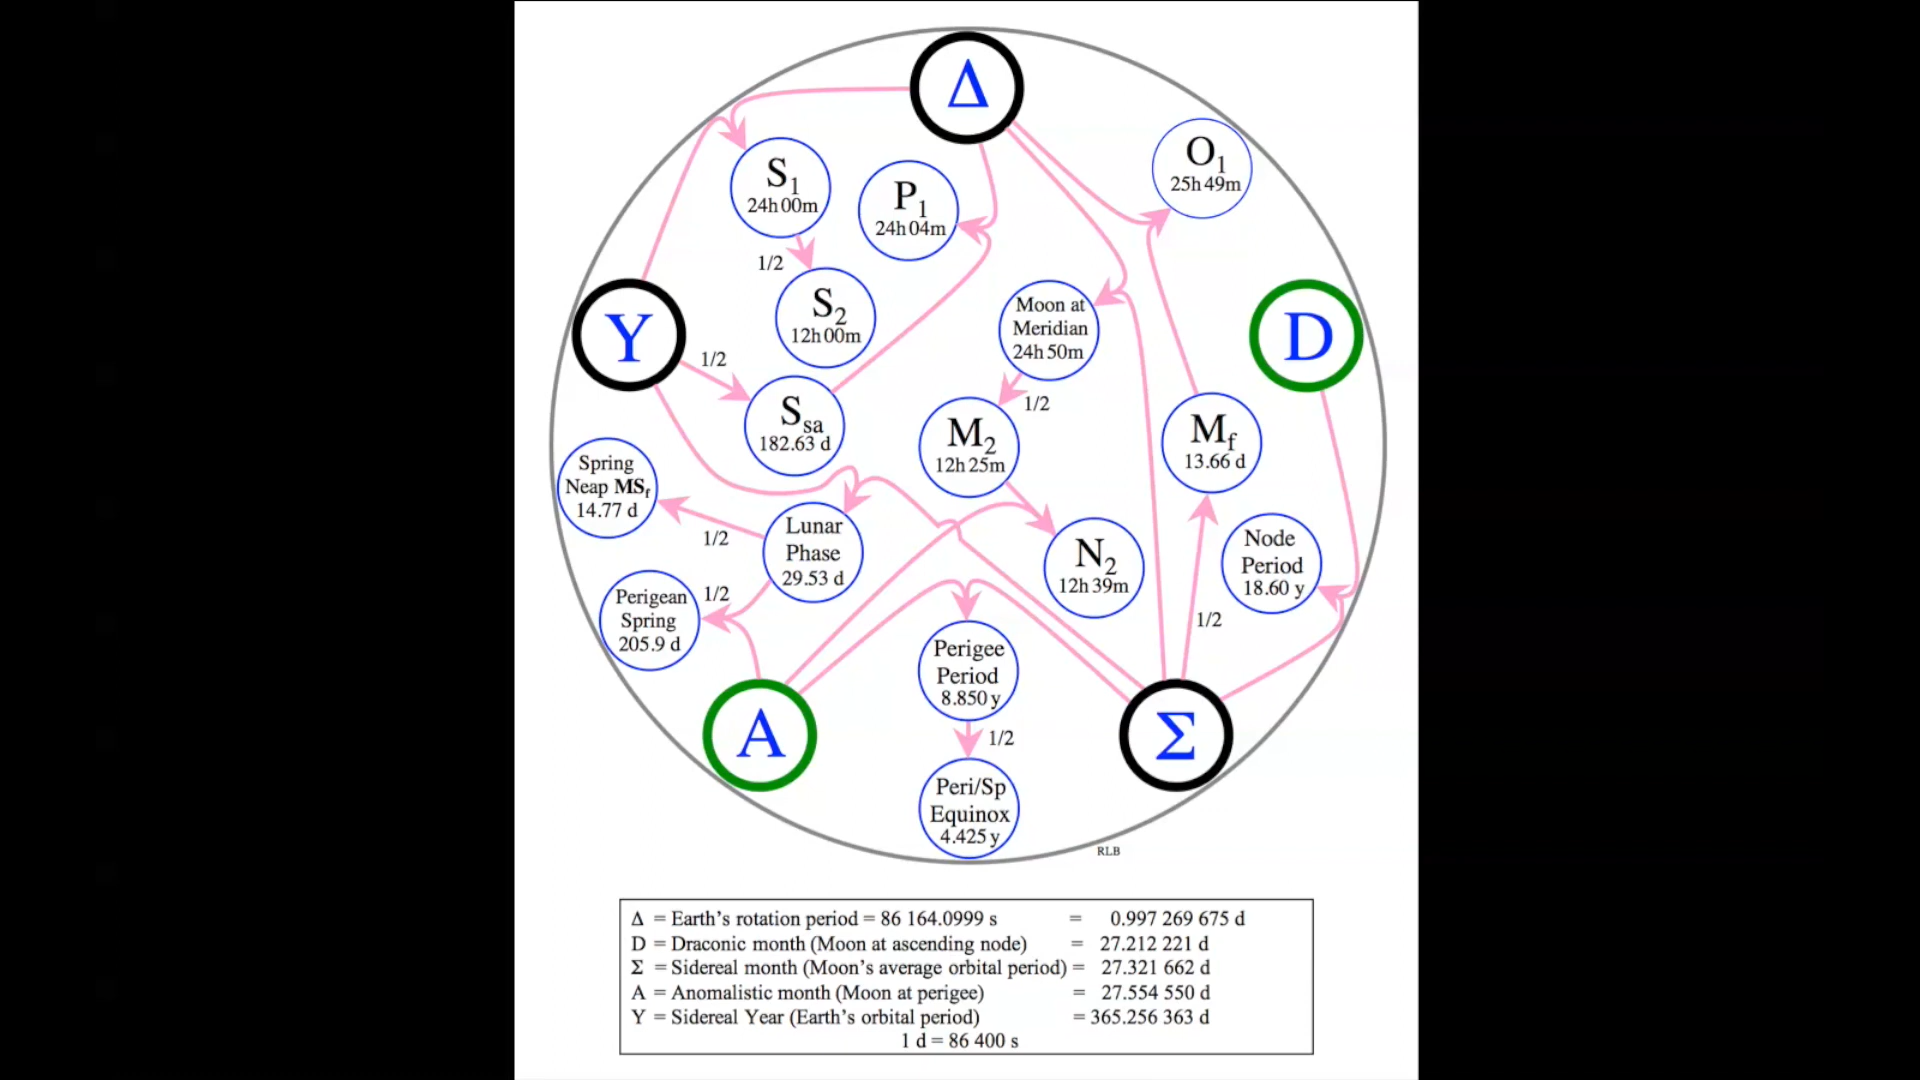 Δ
O1
25h 49m
S1
24h 00m
P1
24h 04m
1/2
S2
12h 00m
Moon at
Meridian
24h 50m
D
Y
1/2
Ssa
182.63 d
1/2
M2
12h 25m
Mf
13.66 d
Spring
Neap MSf
14.77 d
1/2
Lunar
Phase
29.53 d
N2
12h 39m
Node
Period
18.60 y
Perigean
Spring
205.9 d
1/2
1/2
Perigee
Period
8.850 y
A
1/2
Σ
Peri/Sp
Equinox
4.425 y
RLB
Δ = Earth's rotation period = 86 164.0999 s = 0.997 269 675 d
D = Draconic month (Moon at ascending node) = 27.212 221 d
Σ = Sidereal month (Moon's average orbital period) = 27.321 662 d
A = Anomalistic month (Moon at perigee) = 27.554 550 d
Y = Sidereal Year (Earth's orbital period) = 365.256 363 d
1 d = 86 400 s